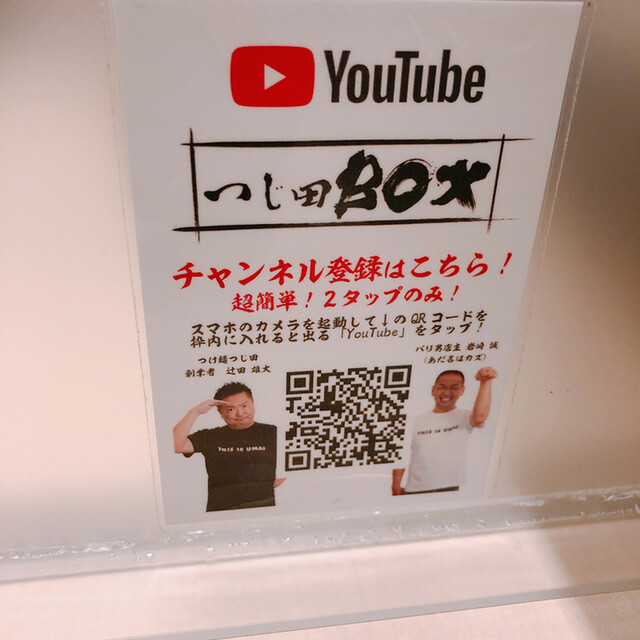 YouTube
つじ田BOX
チャンネル登録はこちら!
超簡単!2タップのみ!
スマホのカメラを起動して↓のQRコードを
枠内に入れると出る「YouTube」をタップ!
つけ麺つじ田
創業者 辻田 雄大
パリ男店主 岩崎 誠
(あだ名はカズ)
THIS IS UMAI
THIS IS UMAI